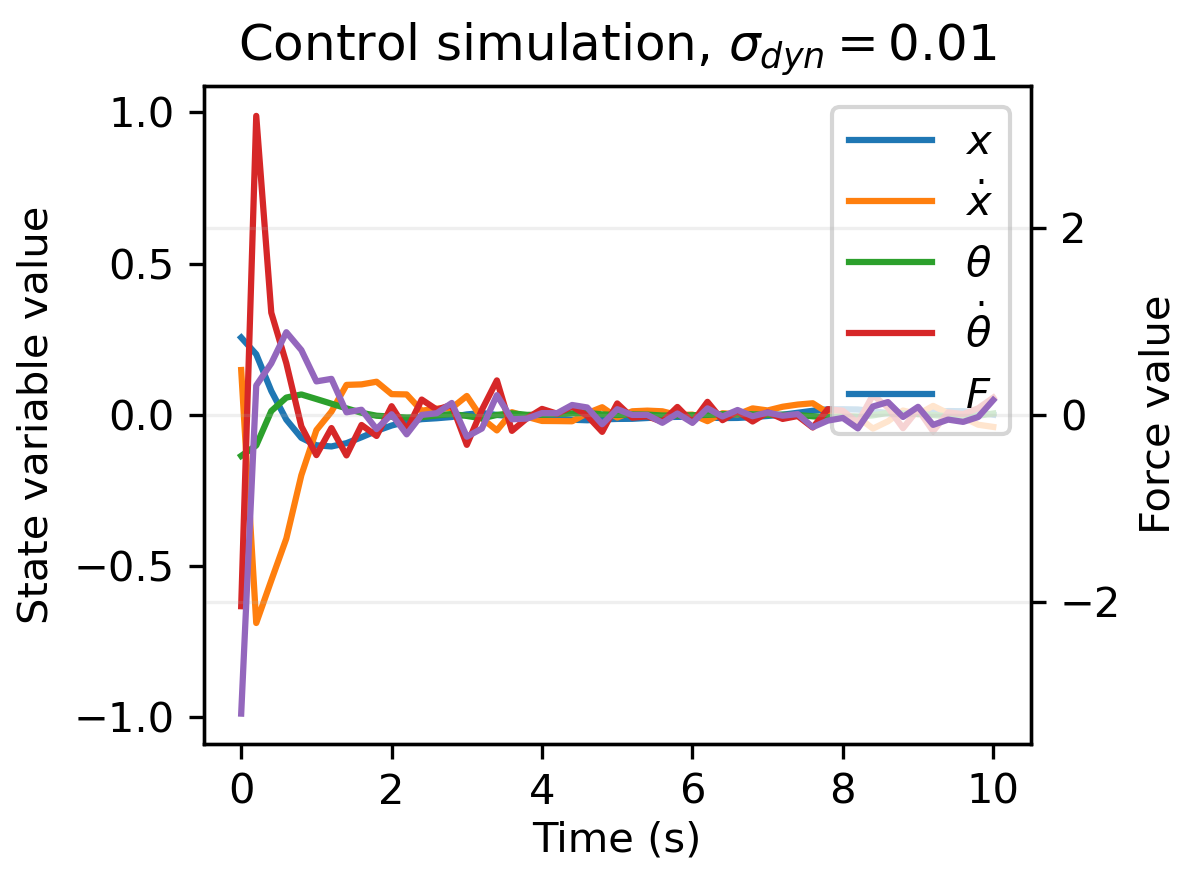 Control simulation, σ_dyn = 0.01
State variable value
1.0
0.5
0.0
−0.5
−1.0
x
ẋ
θ
θ̇
F
2
0
−2
Force value
0
2
4
6
8
10
Time (s)